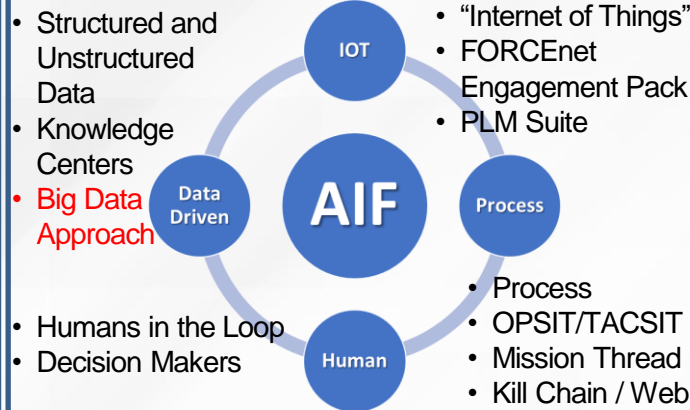 • Structured and
Unstructured
Data
• Knowledge
Centers
• Big Data
Approach
IOT
• “Internet of Things”
• FORCEnet
Engagement Pack
• PLM Suite
Data
Driven
AIF
Process
• Humans in the Loop
• Decision Makers
Human
• Process
• OPSIT/TACSIT
• Mission Thread
• Kill Chain / Web